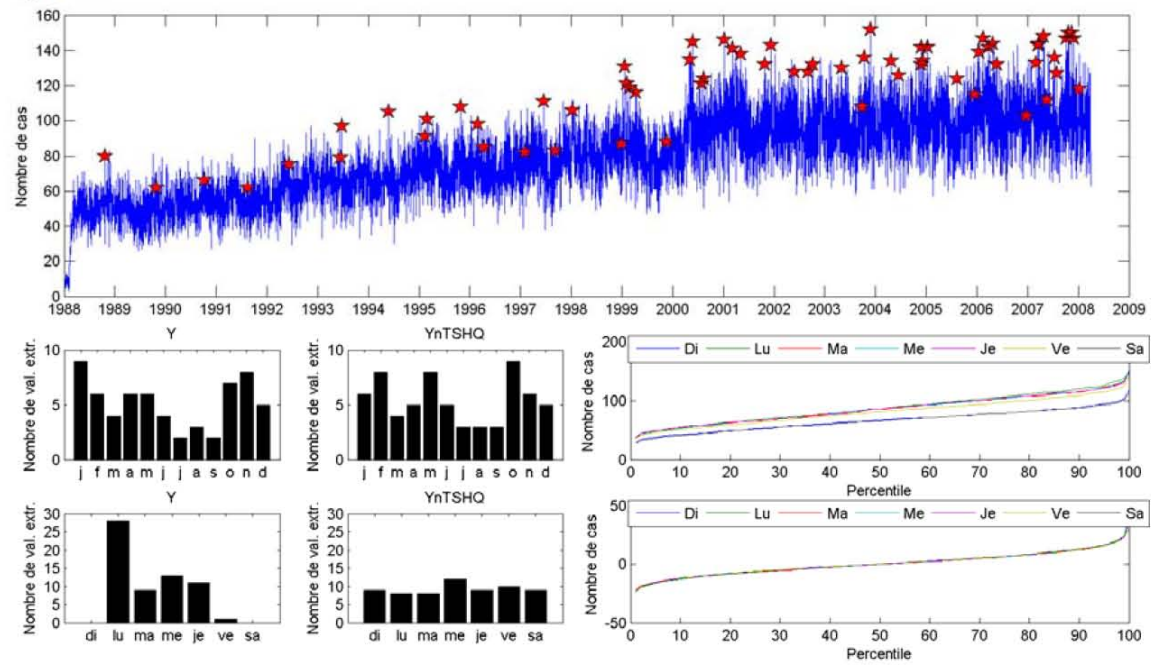 160
140
120
100
80
60
40
20
0
Nombre de cas
1988 1989 1990 1991 1992 1993 1994 1995 1996 1997 1998 1999 2000 2001 2002 2003 2004 2005 2006 2007 2008 2009
Y
10
5
0
Nombre de val. extr.
j f m a m j j a s o n d
YnTSHQ
10
5
0
Nombre de val. extr.
j f m a m j j a s o n d
200
100
0
Nombre de cas
Di Lu Ma Me Je Ve Sa
0 10 20 30 40 50 60 70 80 90 100
Percentile
Y
30
25
20
15
10
5
0
Nombre de val. extr.
di lu ma me je ve sa
YnTSHQ
30
25
20
15
10
5
0
Nombre de val. extr.
di lu ma me je ve sa
50
0
-50
Nombre de cas
Di Lu Ma Me Je Ve Sa
0 10 20 30 40 50 60 70 80 90 100
Percentile